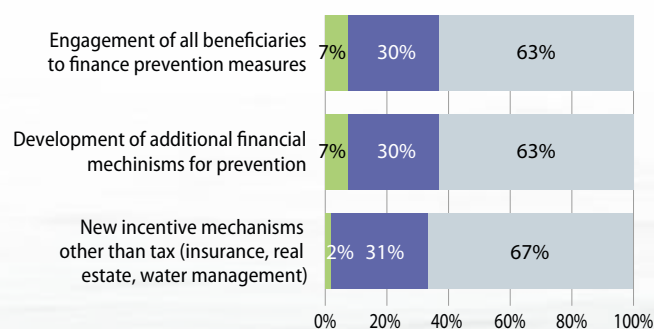 Engagement of all beneficiaries
to finance prevention measures
7% 30% 63%
Development of additional financial
mechinisms for prevention
7% 30% 63%
New incentive mechanisms
other than tax (insurance, real
estate, water management)
2% 31% 67%
0% 20% 40% 60% 80% 100%